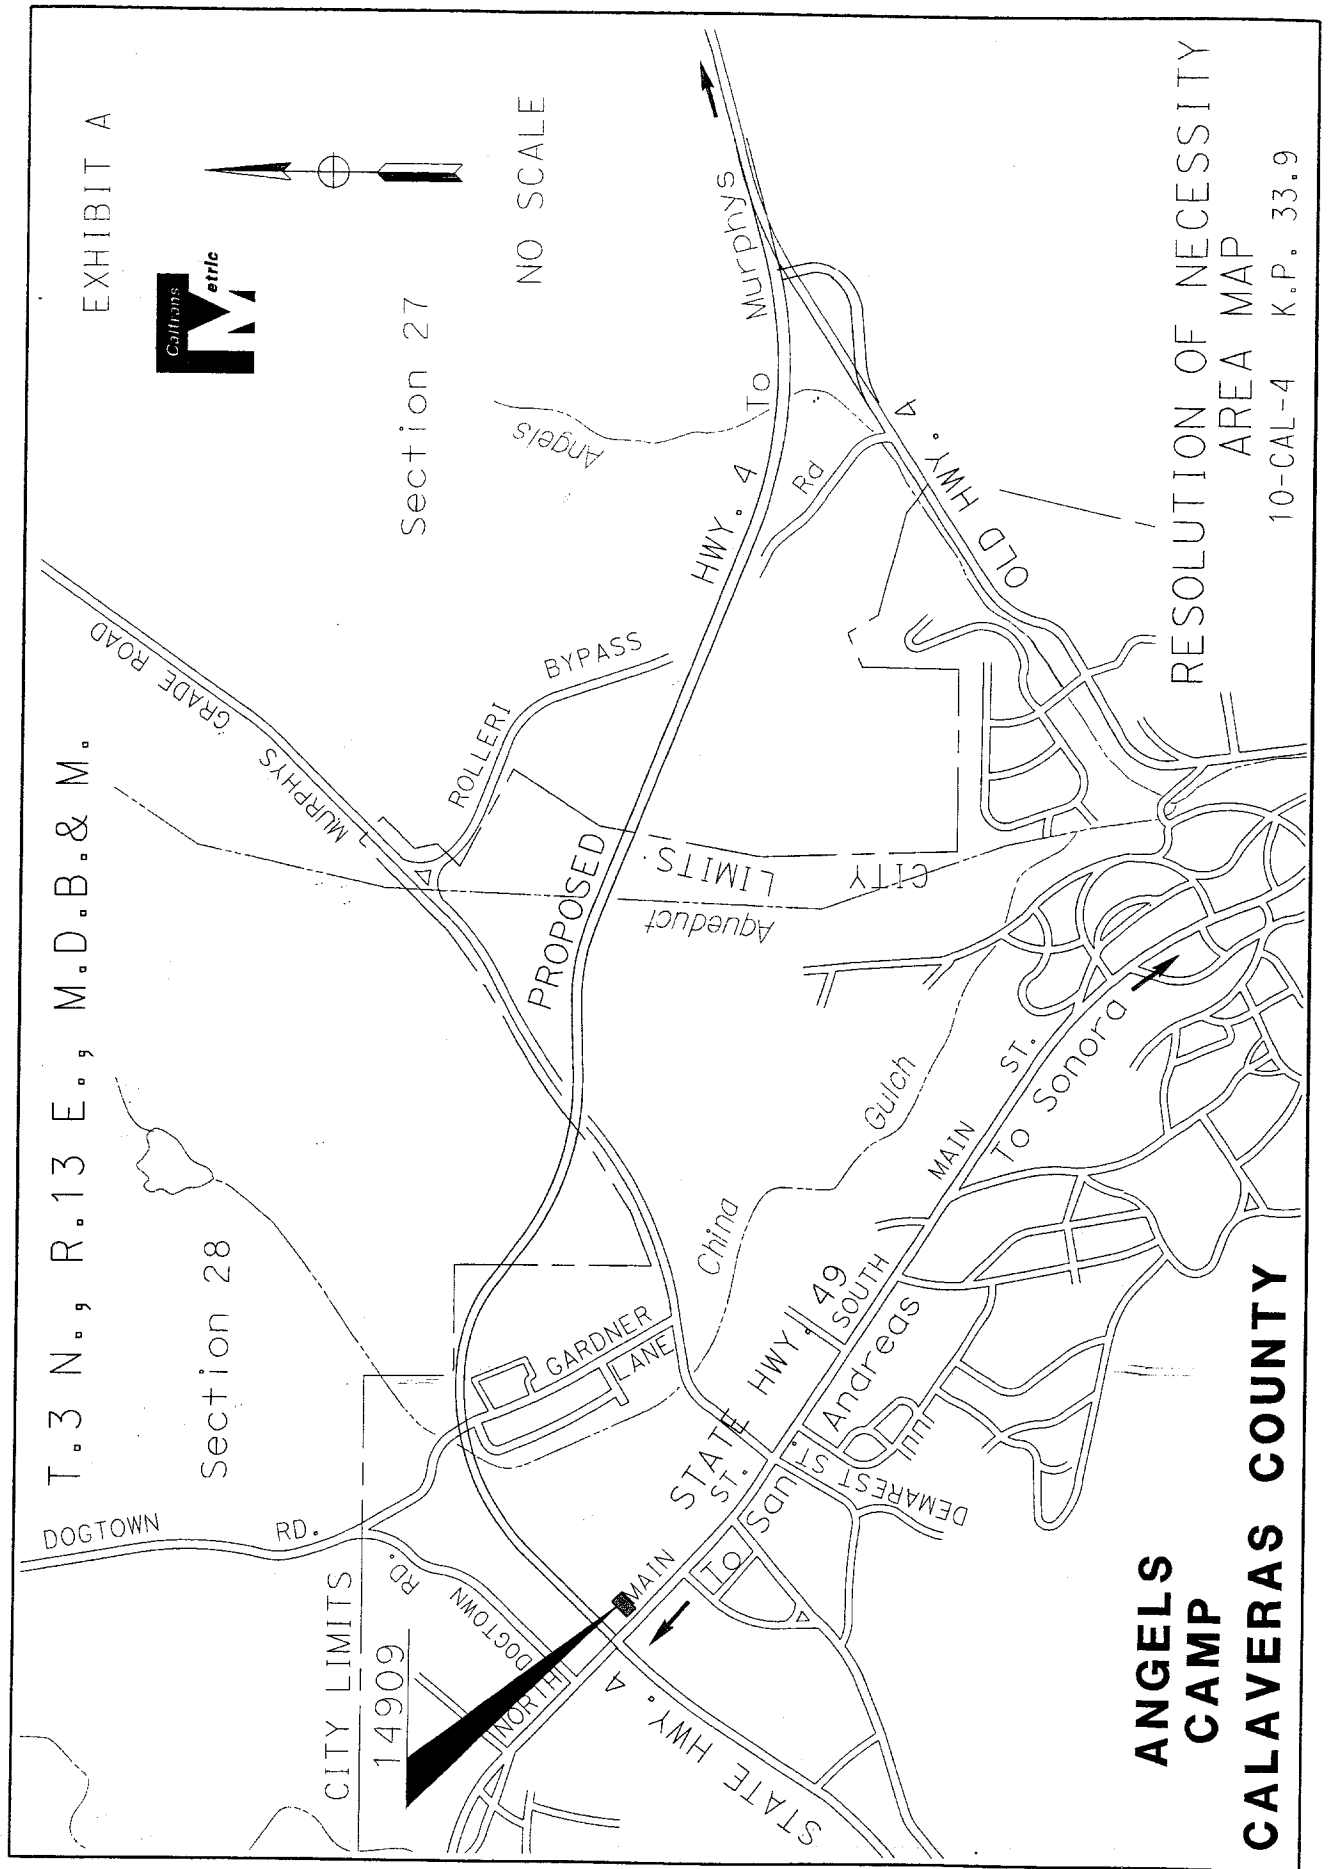 EXHIBIT A
T.3 N., R.13 E., M.D.B.& M.
Caltrans
Metric
NO SCALE
Section 28
Section 27
DOGTOWN RD.
CITY LIMITS
14909
DOGTOWN RD.
NORTH MAIN ST.
GARDNER LANE
MURPHYS GRADE ROAD
ROLLERI BYPASS
PROPOSED HWY. 4
To Murphys
Angels
Rd
OLD HWY. 4
CITY LIMITS
Aqueduct
China Gulch
STATE HWY. 49
SOUTH MAIN ST.
To Sonora
To San Andreas
DEMAREST ST.
STATE HWY. 4
ANGELS
CAMP
CALAVERAS COUNTY
RESOLUTION OF NECESSITY
AREA MAP
10-CAL-4 K.P. 33.9